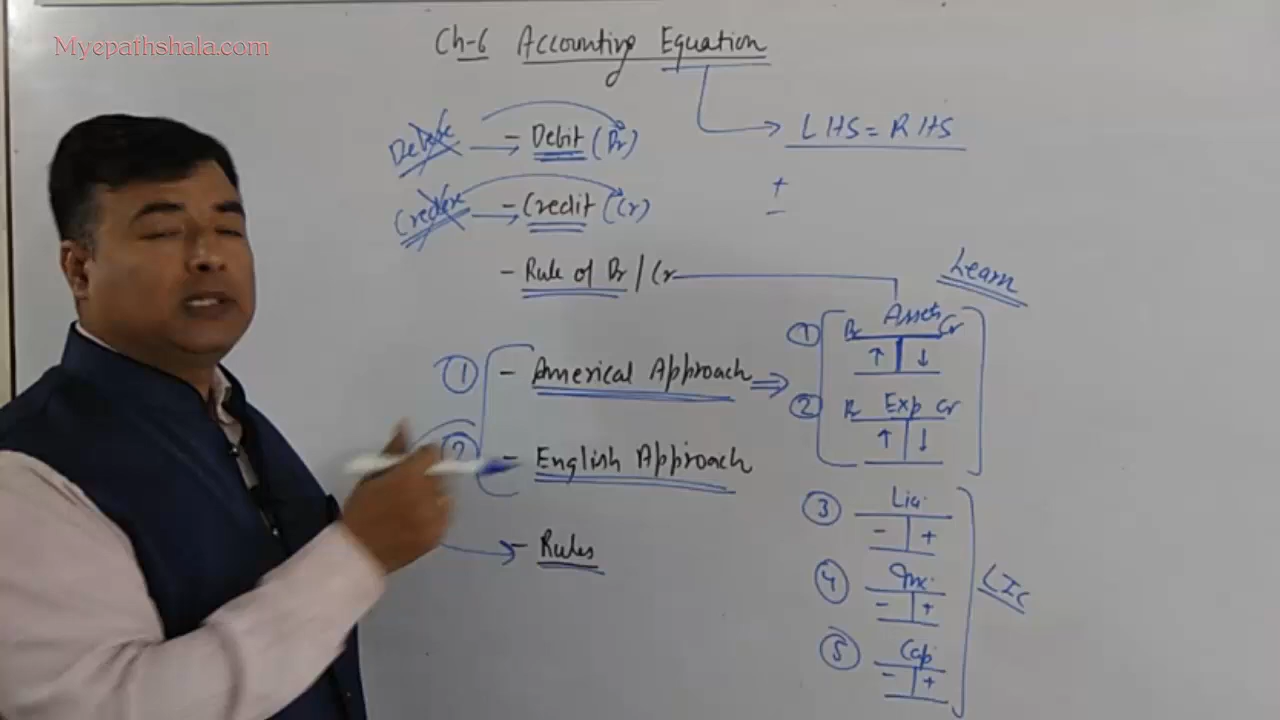 Myepathshala.com
Ch-6 Accounting Equation
LHS = RHS
Debere - Debit (Dr)
+
-
Credere - Credit (Cr)
- Rule of Dr / Cr
Learn
① Dr Assets Cr
↑ ↓
① - Americal Approach ⇒
② Dr Exp Cr
↑ ↓
② - English Approach
③ Lia.
- +
- Rules
④ Inc.
- +
LIC
⑤ Cap
- +